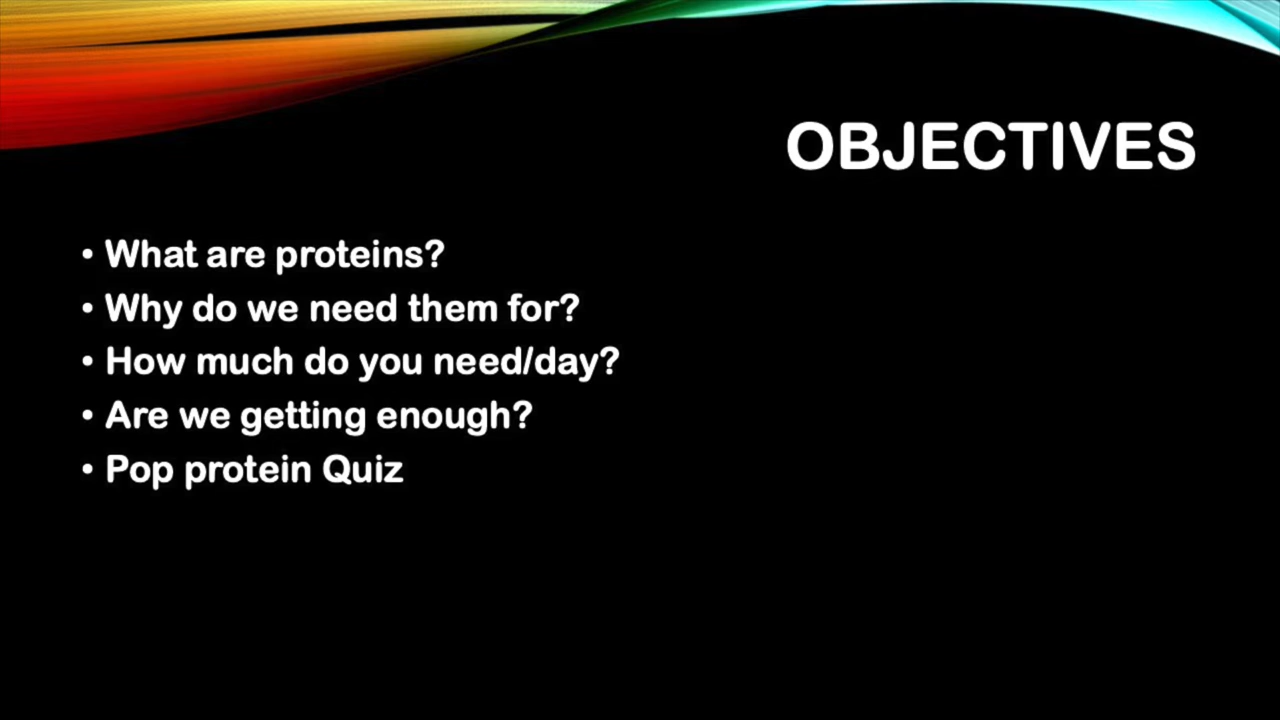 OBJECTIVES
• What are proteins?
• Why do we need them for?
• How much do you need/day?
• Are we getting enough?
• Pop protein Quiz